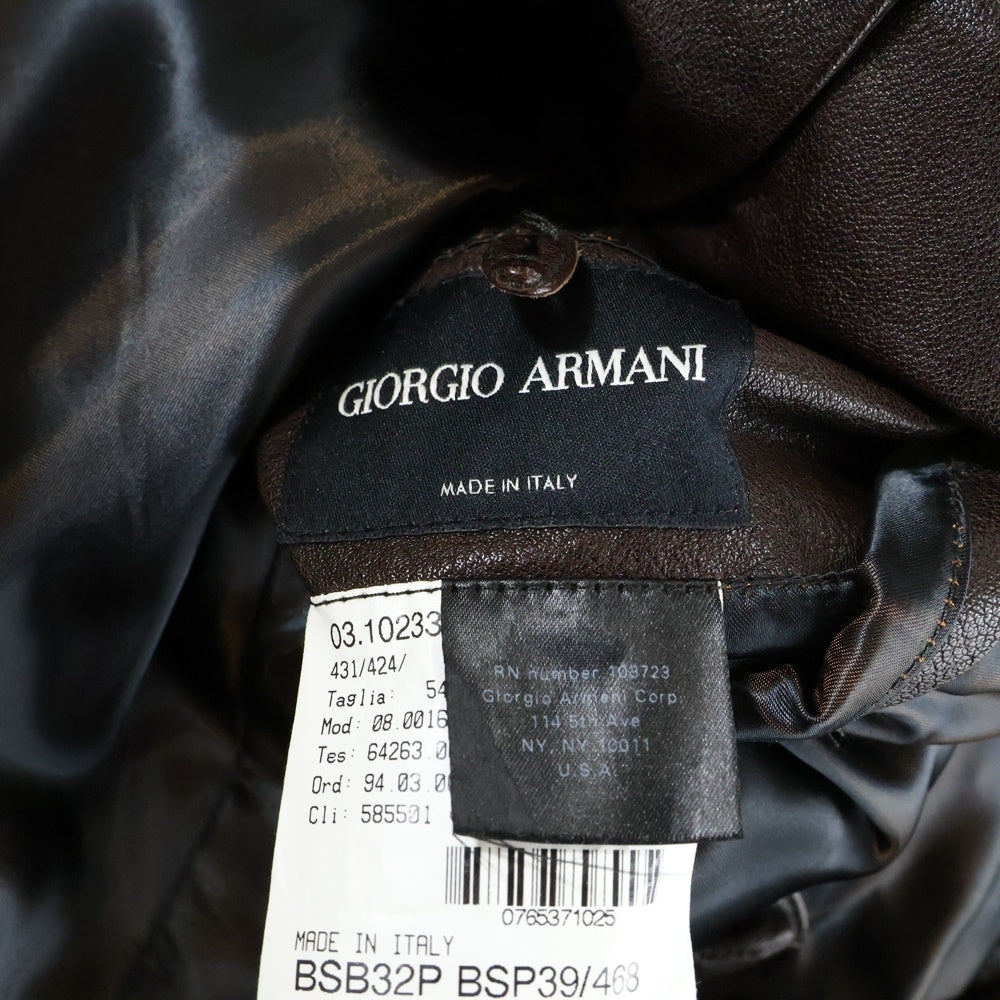 GIORGIO ARMANI
MADE IN ITALY
03.10233
431/424/
Taglia: 54
Mod: 08.0016
Tes: 64263.0
Ord: 94.03.0
Cli: 585501
RN number 103723
Giorgio Armani Corp.
114 5th Ave
NY, NY 10011
U.S.A.
0765371025
MADE IN ITALY
BSB32P BSP39/468